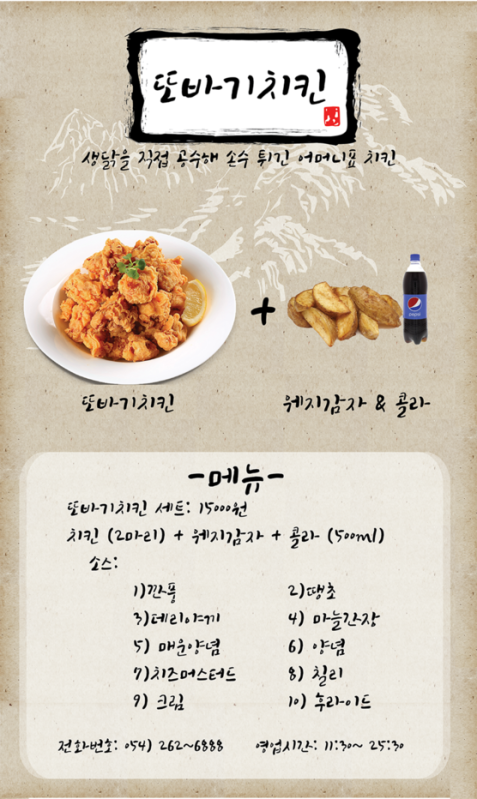 또바기치킨
생닭을 직접 공수해 손수 튀긴 어머니표 치킨
+
pepsi
또바기치킨
웨지감자 & 콜라
-메뉴-
또바기치킨 세트: 15000원
치킨 (2마리) + 웨지감자 + 콜라 (500ml)
소스:
1)깐풍 2)땡초
3)테리야끼 4) 마늘간장
5) 매운양념 6) 양념
7)치즈머스터드 8) 칠리
9) 크림 10) 후라이드
전화번호: 054) 262~6888 영업시간: 11:30~ 25:30